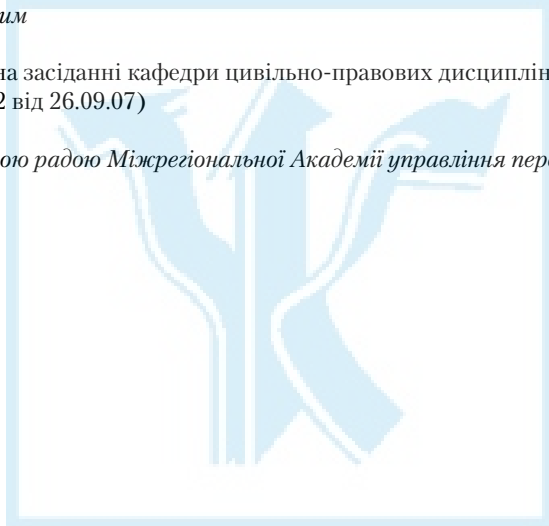 им
на засіданні кафедри цивільно-правових дисциплін
2 від 26.09.07)
ою радою Міжрегіональної Академії управління пер